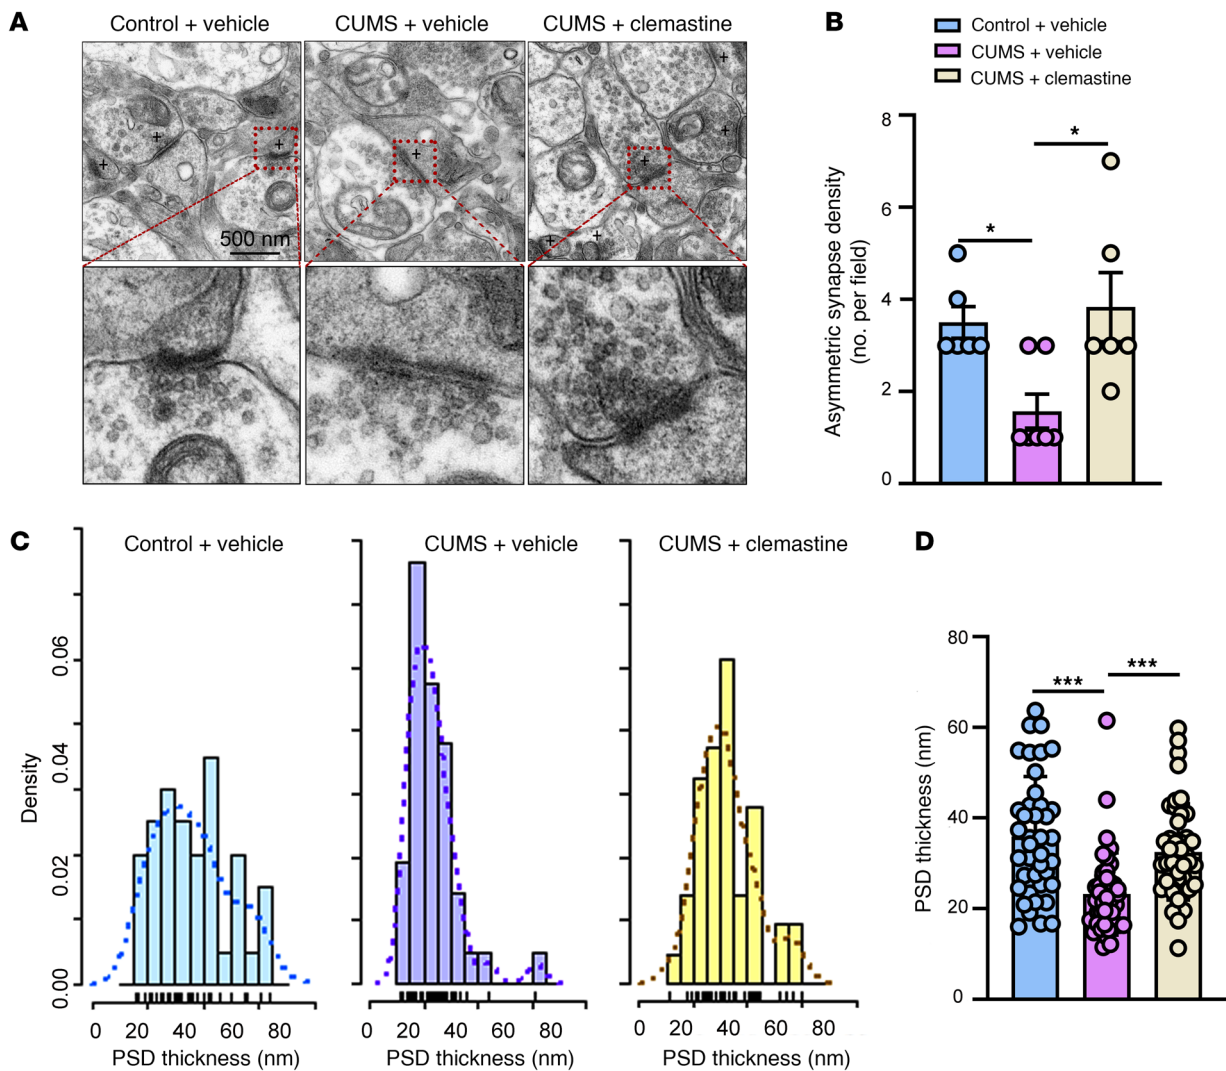 A
Control + vehicle
CUMS + vehicle
CUMS + clemastine
+
+
+
+
+
+
+
+
+
500 nm
B
Control + vehicle
CUMS + vehicle
CUMS + clemastine
Asymmetric synapse density
(no. per field)
8
6
4
2
0
*
*
C
Control + vehicle
CUMS + vehicle
CUMS + clemastine
Density
0.06
0.04
0.02
0.00
0 20 40 60 80
0 20 40 60 80
0 20 40 60 80
PSD thickness (nm)
PSD thickness (nm)
PSD thickness (nm)
D
PSD thickness (nm)
80
60
40
20
0
***
***